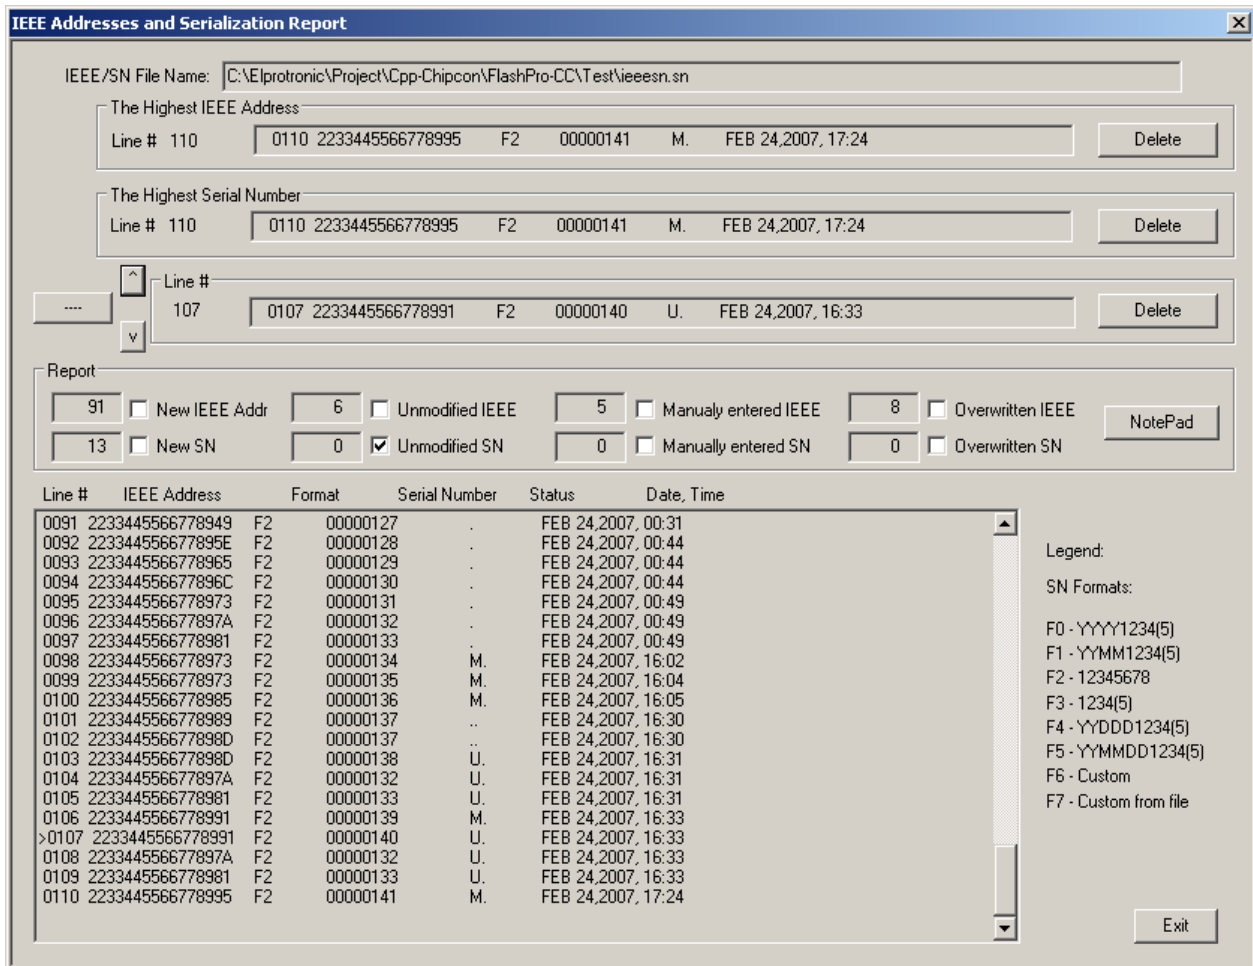 IEEE Addresses and Serialization Report
IEEE/SN File Name: C:\Elprotronic\Project\Cpp-Chipcon\FlashPro-CC\Test\ieeesn.sn
The Highest IEEE Address
Line # 110 0110 2233445566778995 F2 00000141 M. FEB 24,2007, 17:24 Delete
The Highest Serial Number
Line # 110 0110 2233445566778995 F2 00000141 M. FEB 24,2007, 17:24 Delete
^ Line #
---- 107 0107 2233445566778991 F2 00000140 U. FEB 24,2007, 16:33 Delete
v
Report
91 New IEEE Addr 6 Unmodified IEEE 5 Manualy entered IEEE 8 Overwritten IEEE
NotePad
13 New SN 0 Unmodified SN 0 Manually entered SN 0 Overwritten SN
Line # IEEE Address Format Serial Number Status Date, Time
0091 2233445566778949 F2 00000127 . FEB 24,2007, 00:31
0092 223344556677895E F2 00000128 . FEB 24,2007, 00:44
0093 2233445566778965 F2 00000129 . FEB 24,2007, 00:44
0094 223344556677896C F2 00000130 . FEB 24,2007, 00:44
0095 2233445566778973 F2 00000131 . FEB 24,2007, 00:49
0096 223344556677897A F2 00000132 . FEB 24,2007, 00:49
0097 2233445566778981 F2 00000133 . FEB 24,2007, 00:49
0098 2233445566778973 F2 00000134 M. FEB 24,2007, 16:02
0099 2233445566778973 F2 00000135 M. FEB 24,2007, 16:04
0100 2233445566778985 F2 00000136 M. FEB 24,2007, 16:05
0101 2233445566778989 F2 00000137 .. FEB 24,2007, 16:30
0102 223344556677898D F2 00000137 .. FEB 24,2007, 16:30
0103 223344556677898D F2 00000138 U. FEB 24,2007, 16:31
0104 223344556677897A F2 00000132 U. FEB 24,2007, 16:31
0105 2233445566778981 F2 00000133 U. FEB 24,2007, 16:31
0106 2233445566778991 F2 00000139 M. FEB 24,2007, 16:33
>0107 2233445566778991 F2 00000140 U. FEB 24,2007, 16:33
0108 223344556677897A F2 00000132 U. FEB 24,2007, 16:33
0109 2233445566778981 F2 00000133 U. FEB 24,2007, 16:33
0110 2233445566778995 F2 00000141 M. FEB 24,2007, 17:24
Legend:
SN Formats:
F0 - YYYY1234(5)
F1 - YYMM1234(5)
F2 - 12345678
F3 - 1234(5)
F4 - YYDDD1234(5)
F5 - YYMMDD1234(5)
F6 - Custom
F7 - Custom from file
Exit